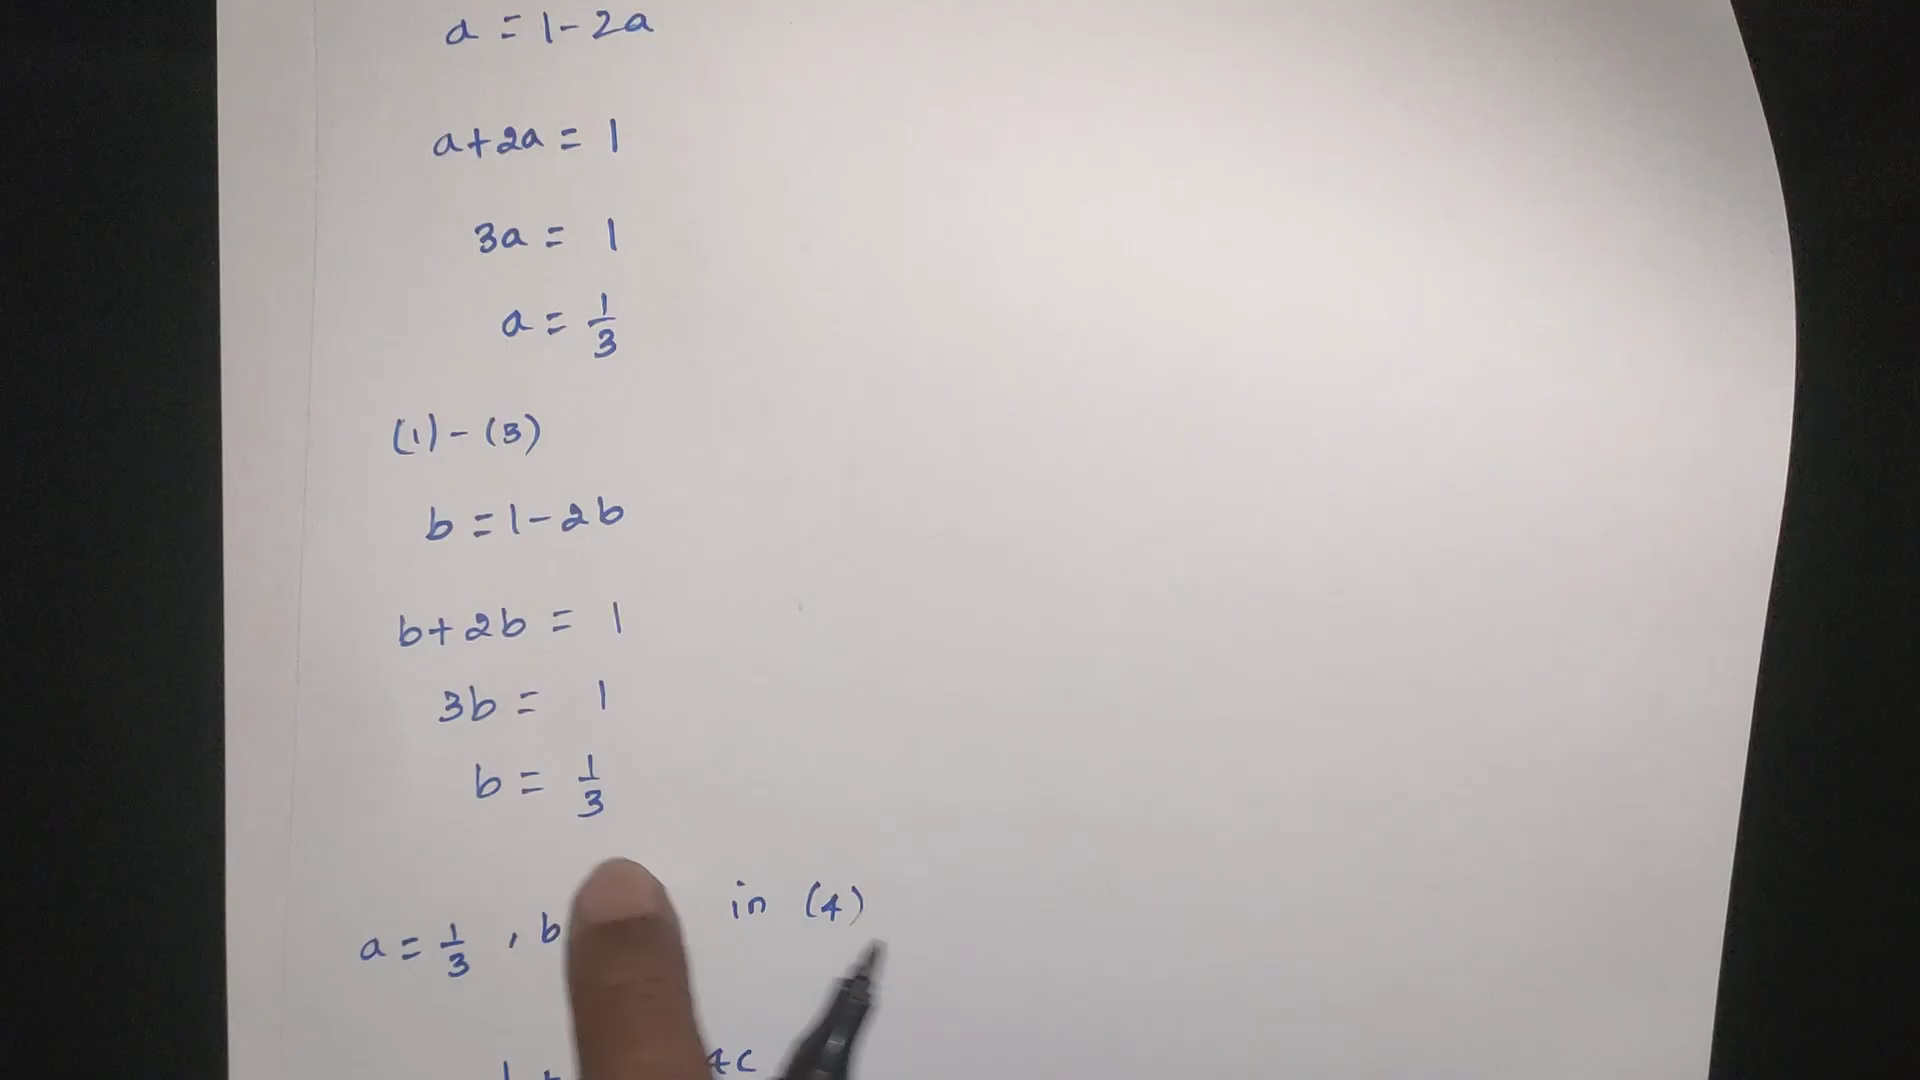 a = 1-2a
a+2a = 1
3a = 1
a = 1/3
(1) - (3)
b = 1-2b
b+2b = 1
3b = 1
b = 1/3
a = 1/3 , b in (4)
4c